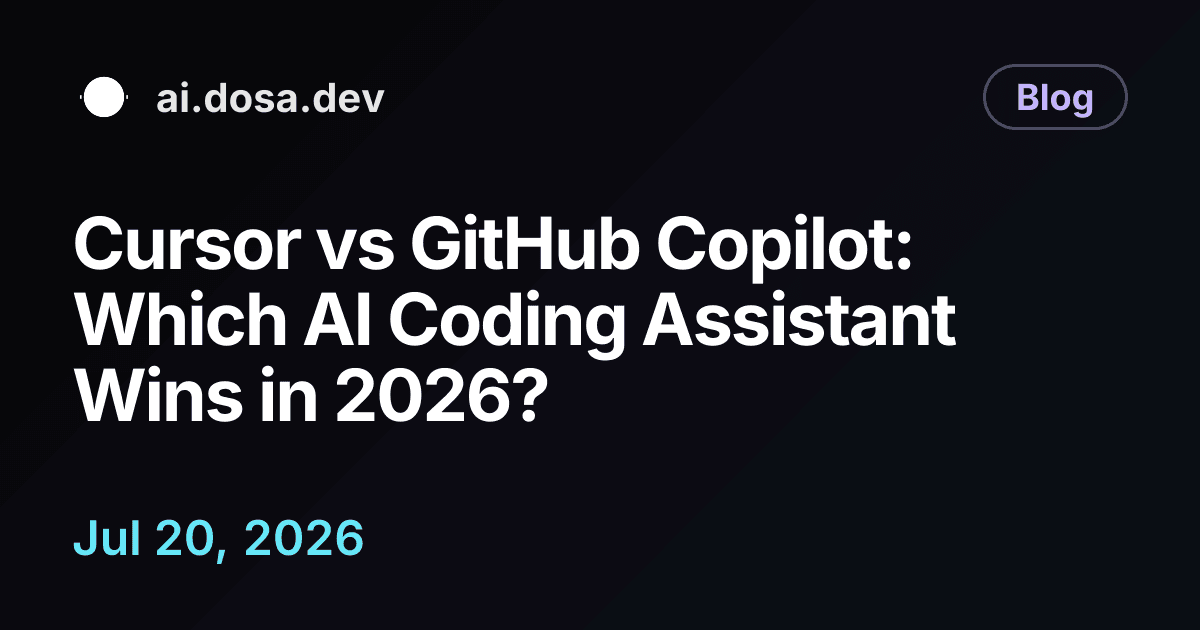 ai.dosa.dev
Blog
Cursor vs GitHub Copilot:
Which AI Coding Assistant
Wins in 2026?
Jul 20, 2026